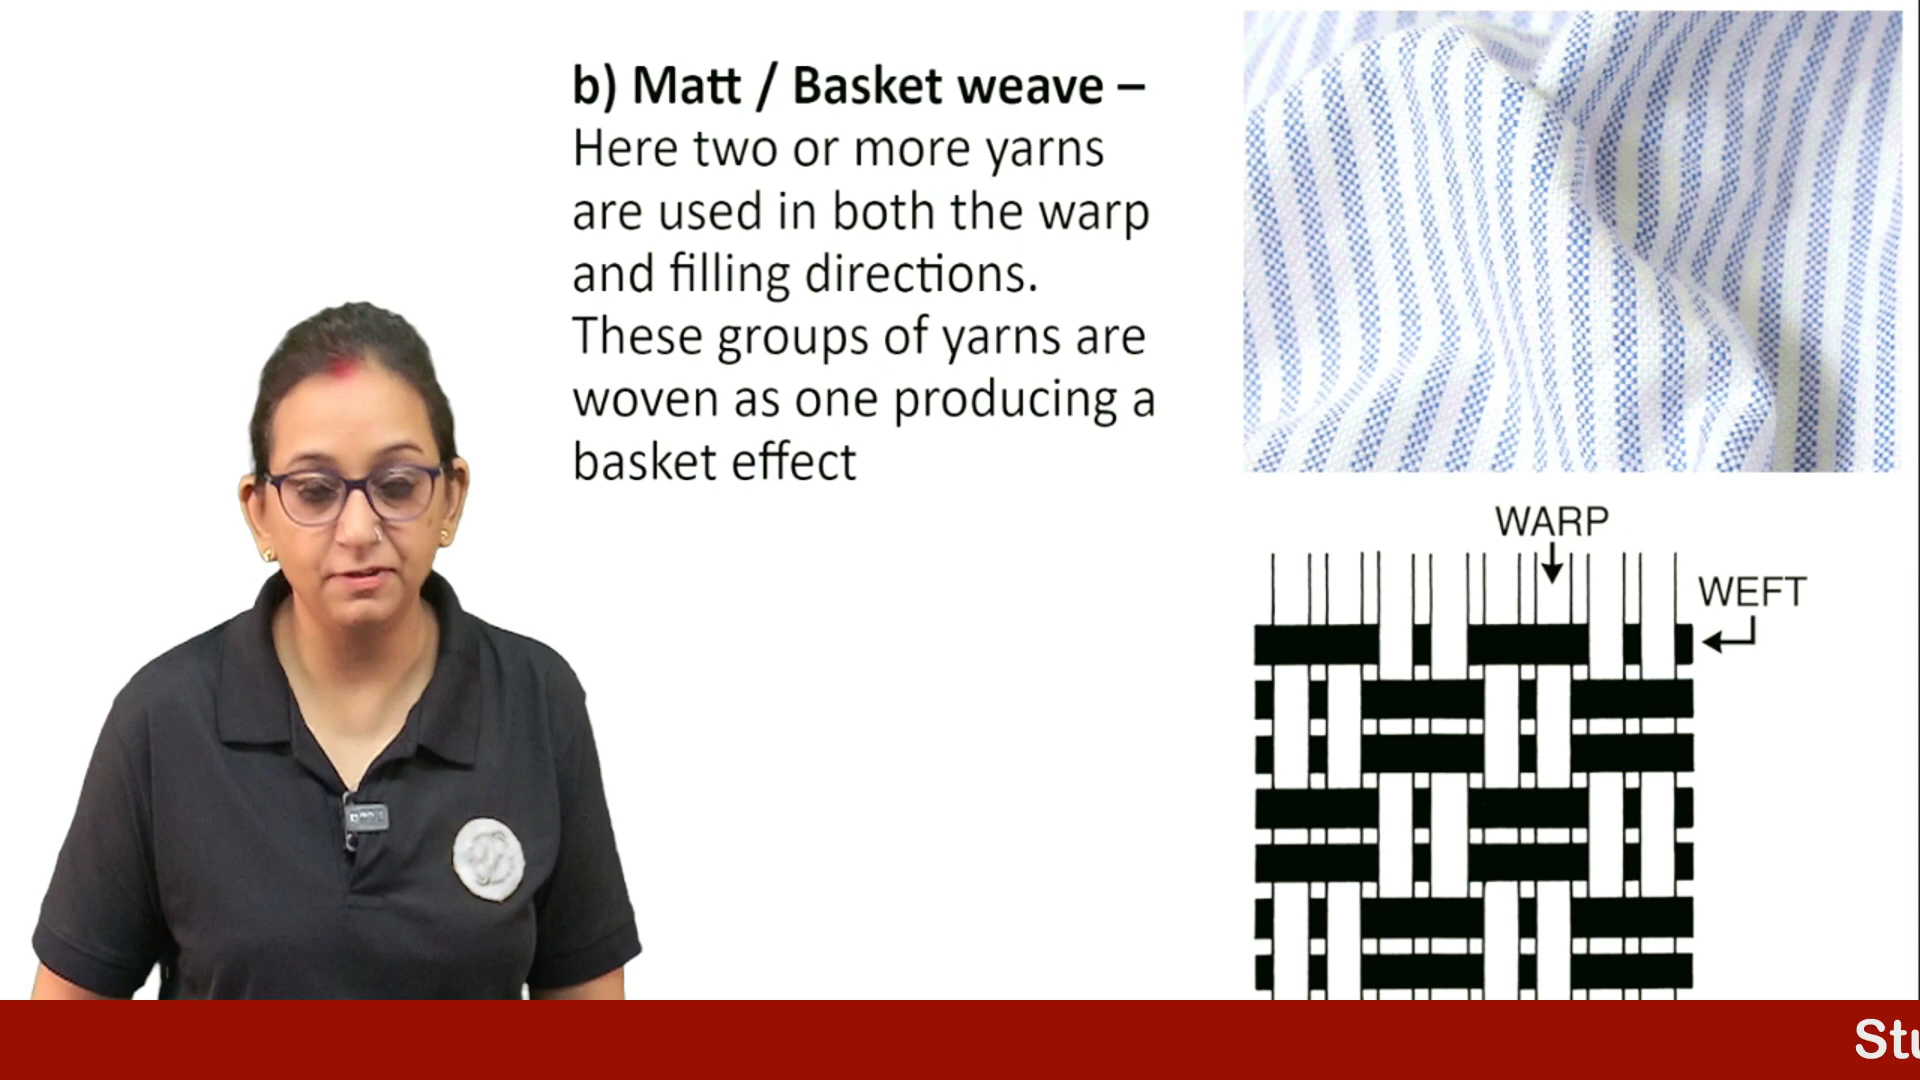 b) Matt / Basket weave –
Here two or more yarns
are used in both the warp
and filling directions.
These groups of yarns are
woven as one producing a
basket effect
WARP
WEFT